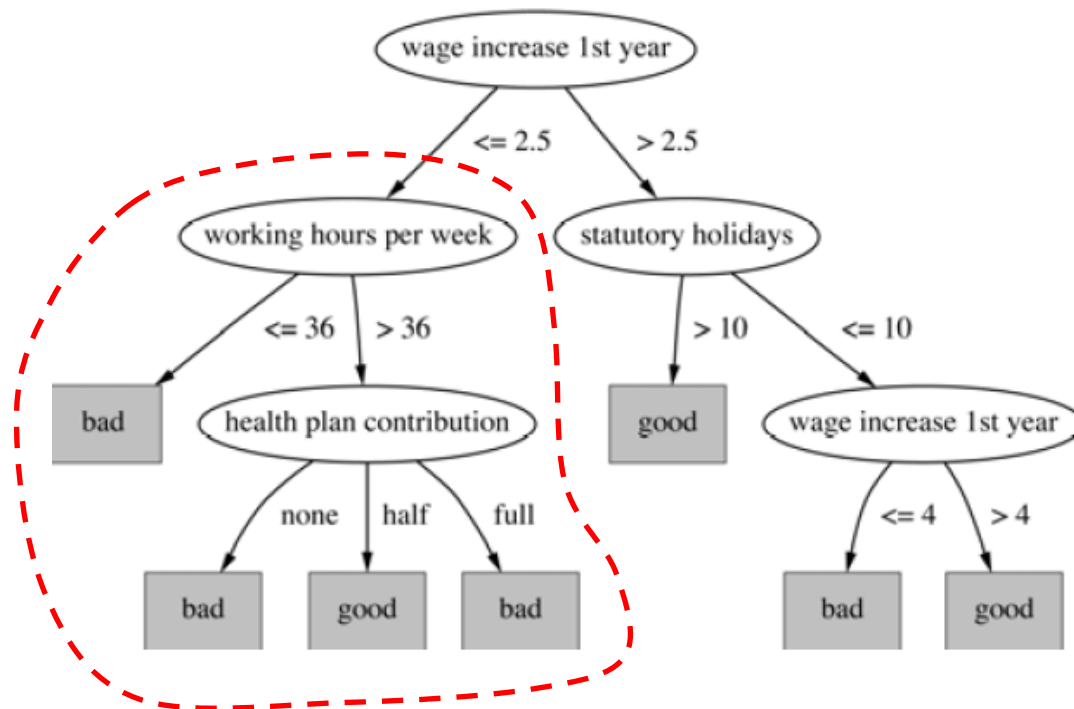 wage increase 1st year
<= 2.5
> 2.5
working hours per week
statutory holidays
<= 36
> 36
> 10
<= 10
bad
health plan contribution
good
wage increase 1st year
none
half
full
<= 4
> 4
bad
good
bad
bad
good